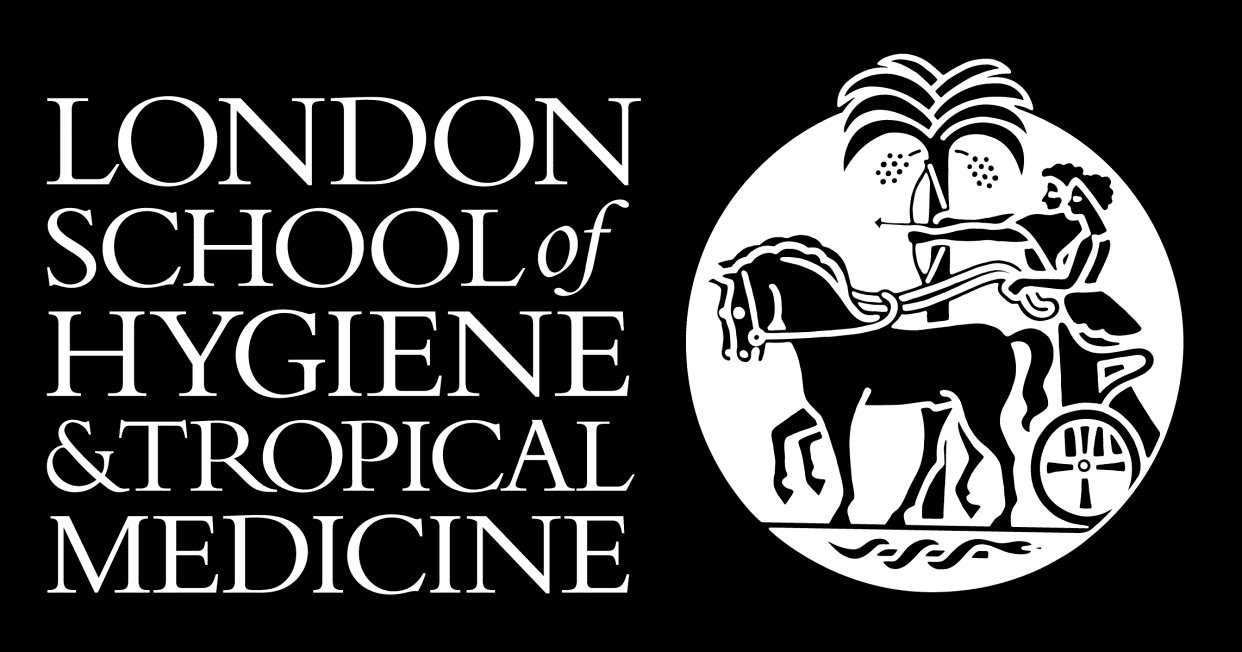 LONDON
SCHOOL of
HYGIENE
& TROPICAL
MEDICINE